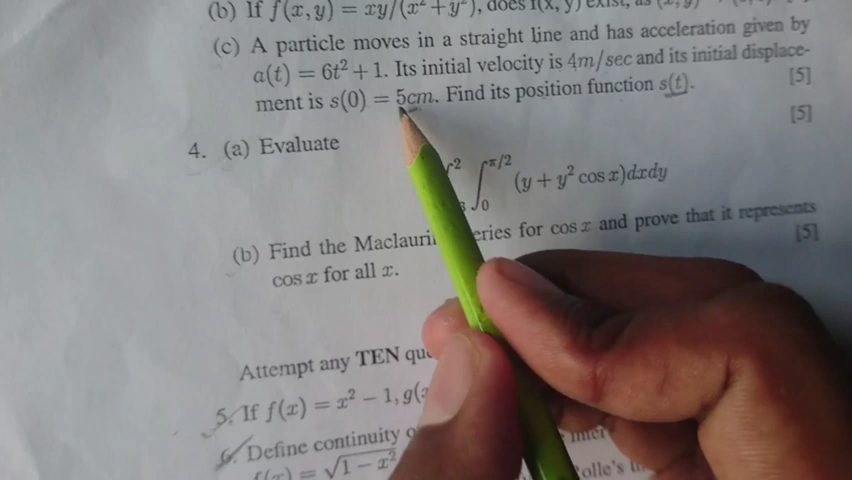 (b) If f(x, y) = xy/(x² + y²), does f(x, y) exist, as
(c) A particle moves in a straight line and has acceleration given by
a(t) = 6t² + 1. Its initial velocity is 4m/sec and its initial displace-
ment is s(0) = 5cm. Find its position function s(t). [5]
[5]
4. (a) Evaluate
∫₀^{π/2} (y + y² cos x)dxdy
(b) Find the Maclauri eries for cos x and prove that it represents
cos x for all x. [5]
Attempt any TEN qu
5. If f(x) = x² − 1, g(
6. Define continuity o
f(x) = √1 − x² olle's